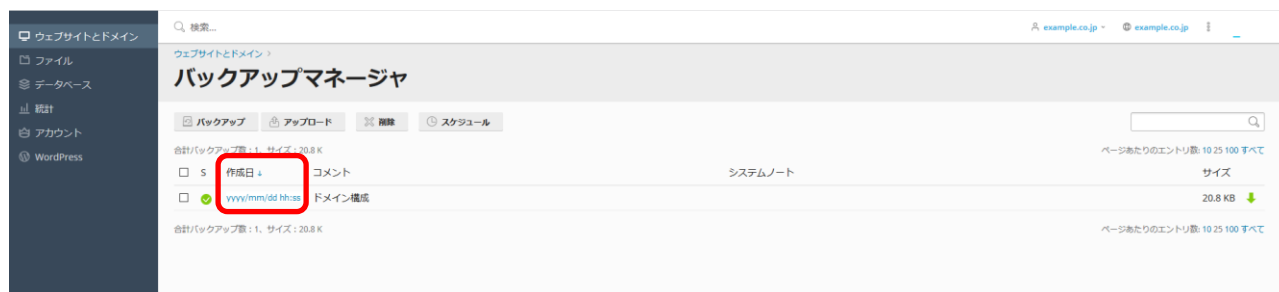 ウェブサイトとドメイン
ファイル
データベース
統計
アカウント
WordPress
検索...
example.co.jp
example.co.jp
ウェブサイトとドメイン >
バックアップマネージャ
バックアップ アップロード 削除 スケジュール
合計バックアップ数 : 1、サイズ : 20.8 K
ページあたりのエントリ数: 10 25 100 すべて
S 作成日↓ コメント システムノート サイズ
yyyy/mm/dd hh:ss ドメイン構成 20.8 KB
合計バックアップ数 : 1、サイズ : 20.8 K
ページあたりのエントリ数: 10 25 100 すべて